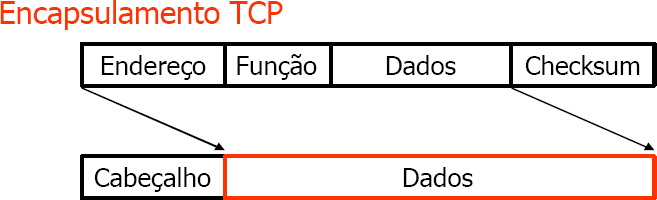 Encapsulamento TCP
Endereço Função Dados Checksum
Cabeçalho Dados